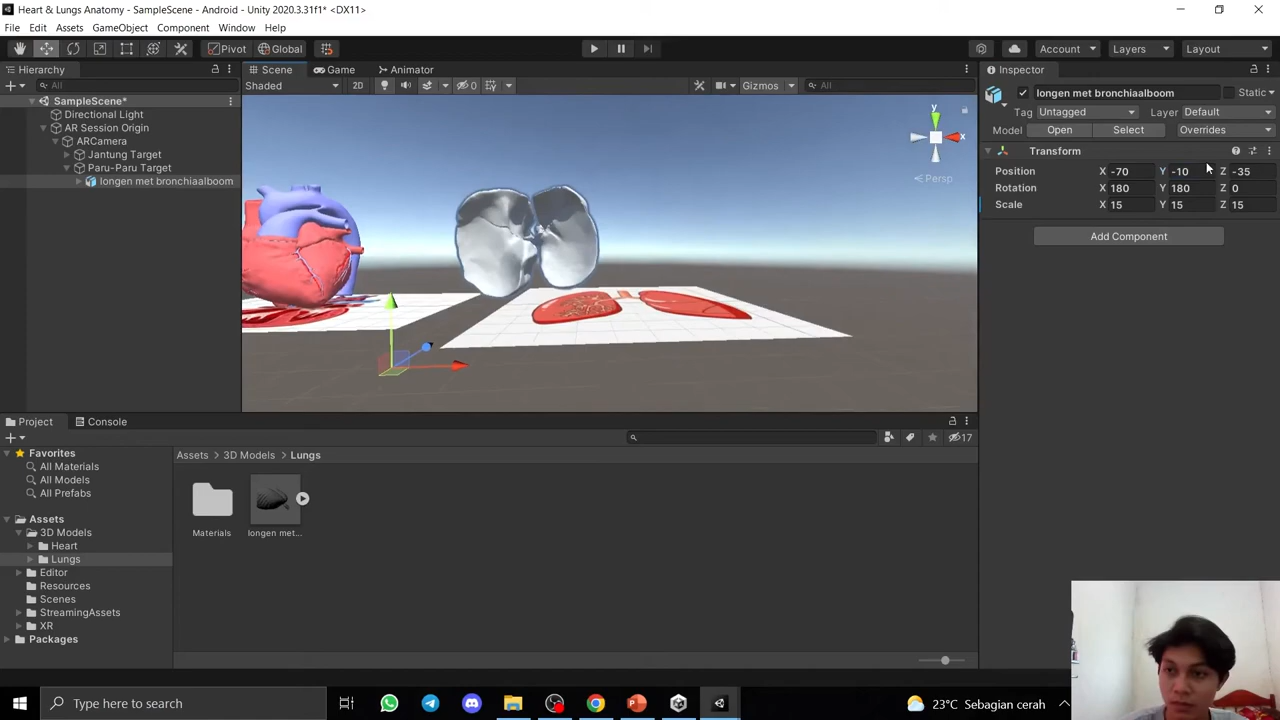 Heart & Lungs Anatomy - SampleScene - Android - Unity 2020.3.31f1* <DX11>
File Edit Assets GameObject Component Window Help
Pivot Global Account Layers Layout
Hierarchy
All
SampleScene*
Directional Light
AR Session Origin
ARCamera
Jantung Target
Paru-Paru Target
longen met bronchiaalboom
Scene Game Animator
Shaded 2D 0 Gizmos All
y
x
Persp
Inspector
longen met bronchiaalboom Static
Tag Untagged Layer Default
Model Open Select Overrides
Transform
Position X -70 Y -10 Z -35
Rotation X 180 Y 180 Z 0
Scale X 15 Y 15 Z 15
Add Component
Project Console
17
Favorites
All Materials
All Models
All Prefabs
Assets
3D Models
Heart
Lungs
Editor
Resources
Scenes
StreamingAssets
XR
Packages
Assets 3D Models Lungs
Materials longen met...
Type here to search
23°C Sebagian cerah